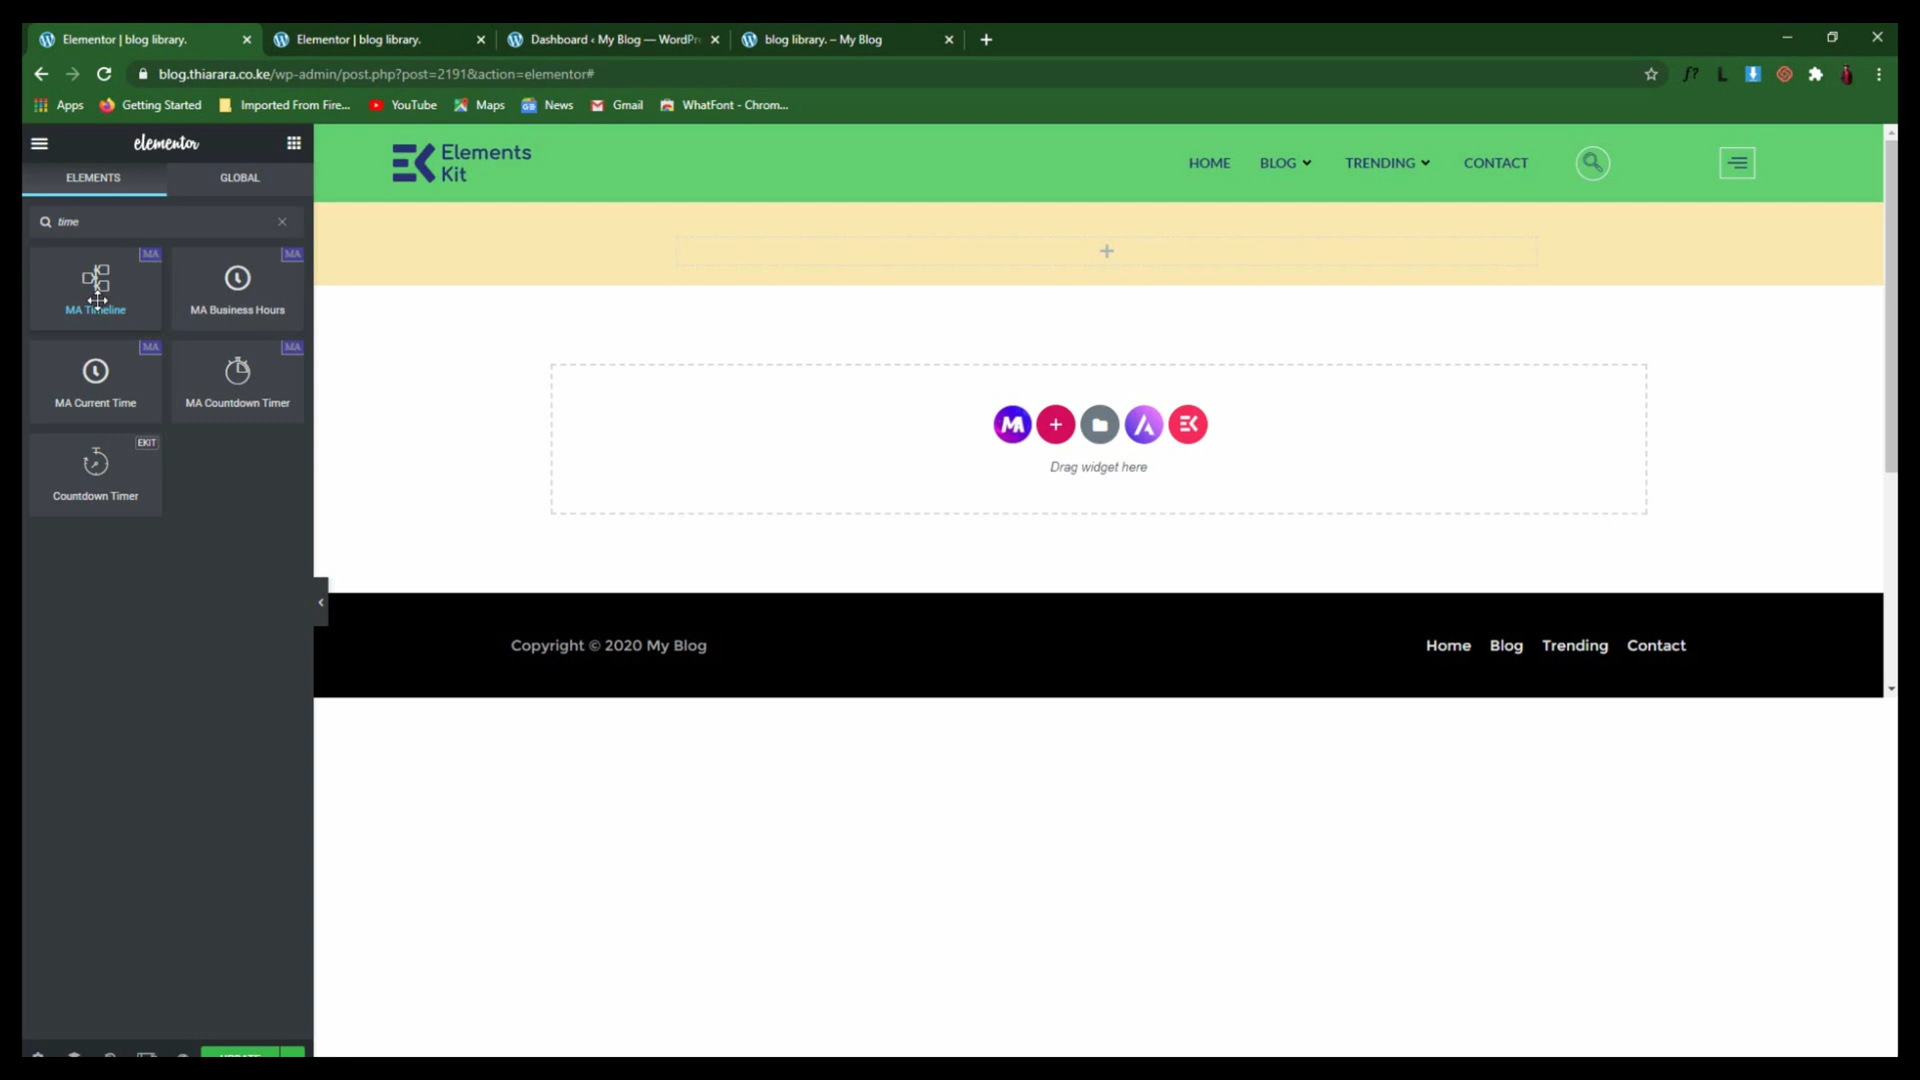 Elementor | blog library.
Elementor | blog library.
Dashboard ‹ My Blog — WordPr
blog library. – My Blog
blog.thiarara.co.ke/wp-admin/post.php?post=2191&action=elementor#
Apps
Getting Started
Imported From Fire...
YouTube
Maps
News
Gmail
WhatFont - Chrom...
elementor
ELEMENTS
GLOBAL
time
MA
MA Timeline
MA
MA Business Hours
MA
MA Current Time
MA
MA Countdown Timer
EKIT
Countdown Timer
Elements
Kit
HOME
BLOG
TRENDING
CONTACT
Drag widget here
Copyright © 2020 My Blog
Home
Blog
Trending
Contact